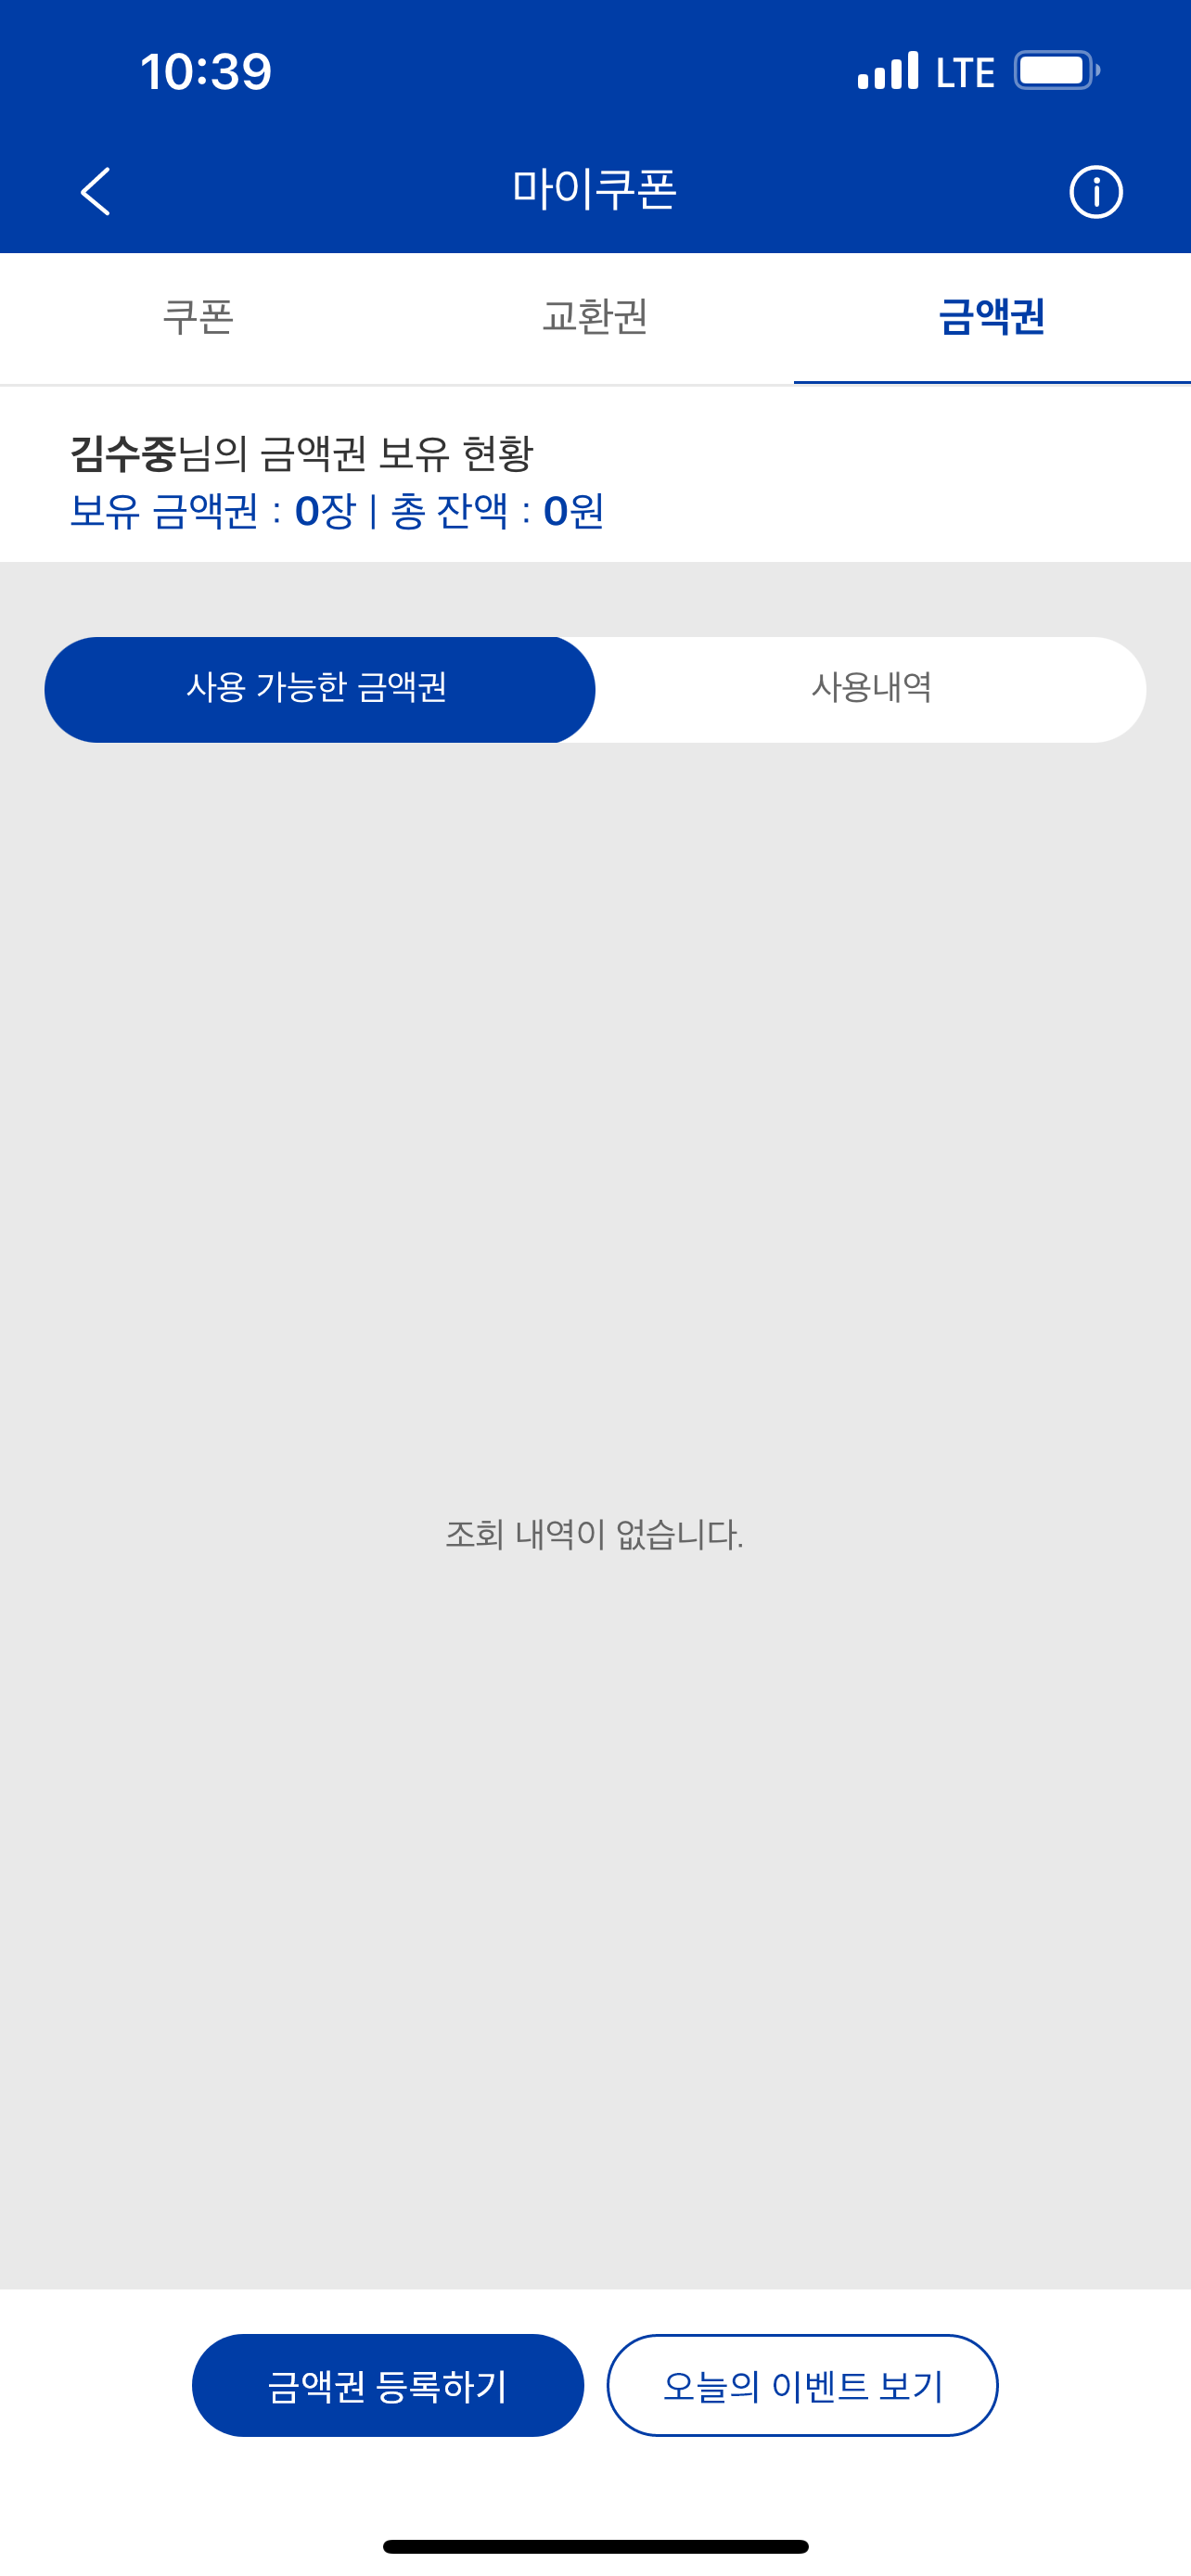 10:39 LTE
마이쿠폰
쿠폰 교환권 금액권
김수중님의 금액권 보유 현황
보유 금액권 : 0장 | 총 잔액 : 0원
사용 가능한 금액권 사용내역
조회 내역이 없습니다.
금액권 등록하기 오늘의 이벤트 보기